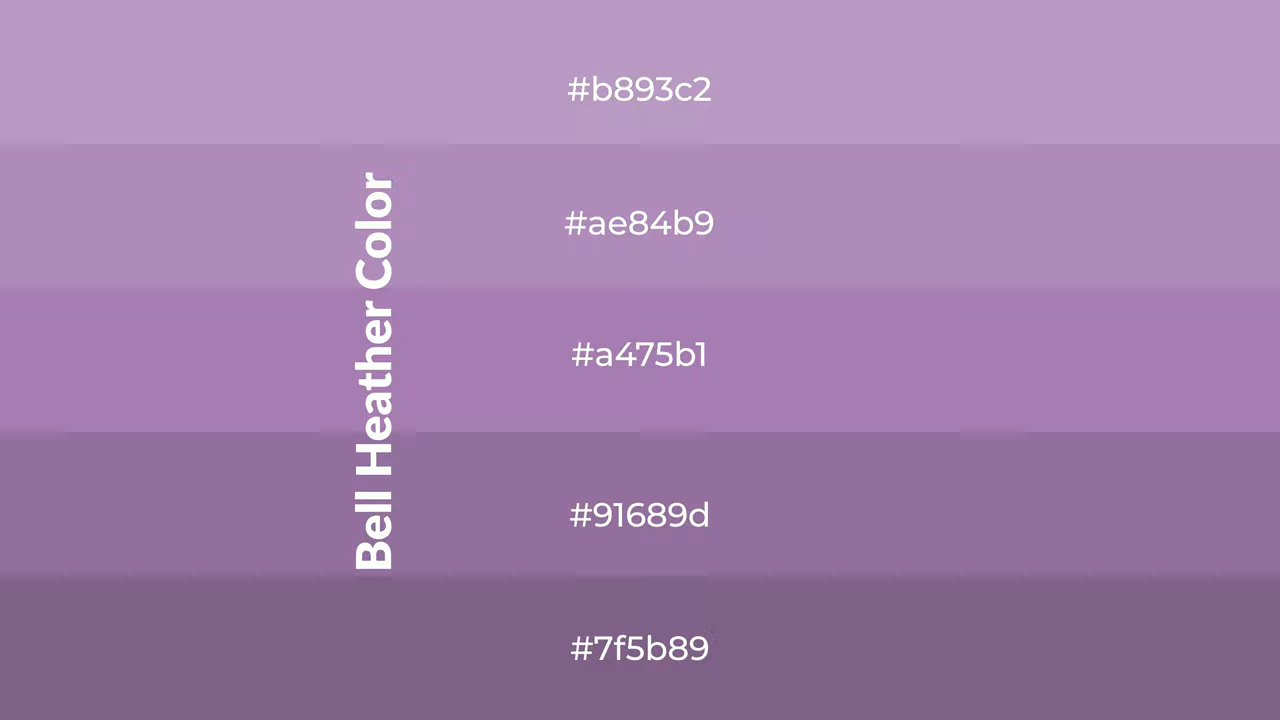 Bell Heather Color
#b893c2
#ae84b9
#a475b1
#91689d
#7f5b89